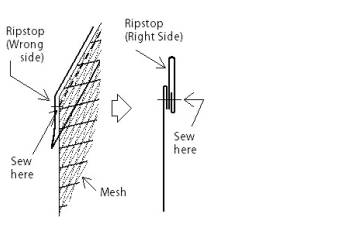 Ripstop
(Wrong
side)
Sew
here
Mesh
Ripstop
(Right Side)
Sew
here